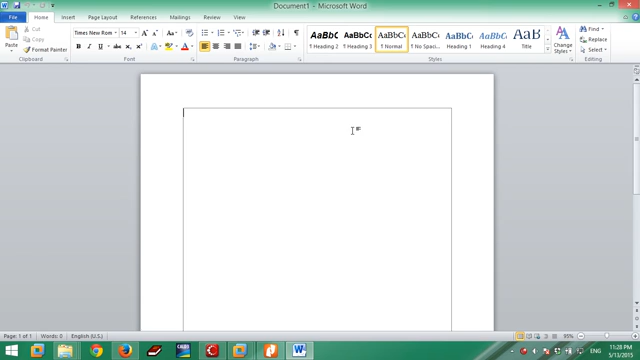 Document1 - Microsoft Word
File Home Insert Page Layout References Mailings Review View
Paste Cut Copy Format Painter
Times New Rom 14 A A Aa
B I U abc
AaBbC AaBbCc AaBbCc AaBbCc AaBbCc AaBbCc AaB
¶ Heading 2 ¶ Heading 3 ¶ Normal ¶ No Spaci... Heading 1 Heading 4 Title
Change Styles
Find Replace Select
Clipboard Font Paragraph Styles Editing
Page: 1 of 1 Words: 0 English (U.S.) 95%
ENG 11:28 PM
5/13/2015